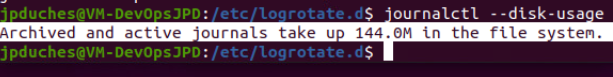 jpduches@VM-DevOpsJPD:/etc/logrotate.d$ journalctl --disk-usage
Archived and active journals take up 144.0M in the file system.
jpduches@VM-DevOpsJPD:/etc/logrotate.d$